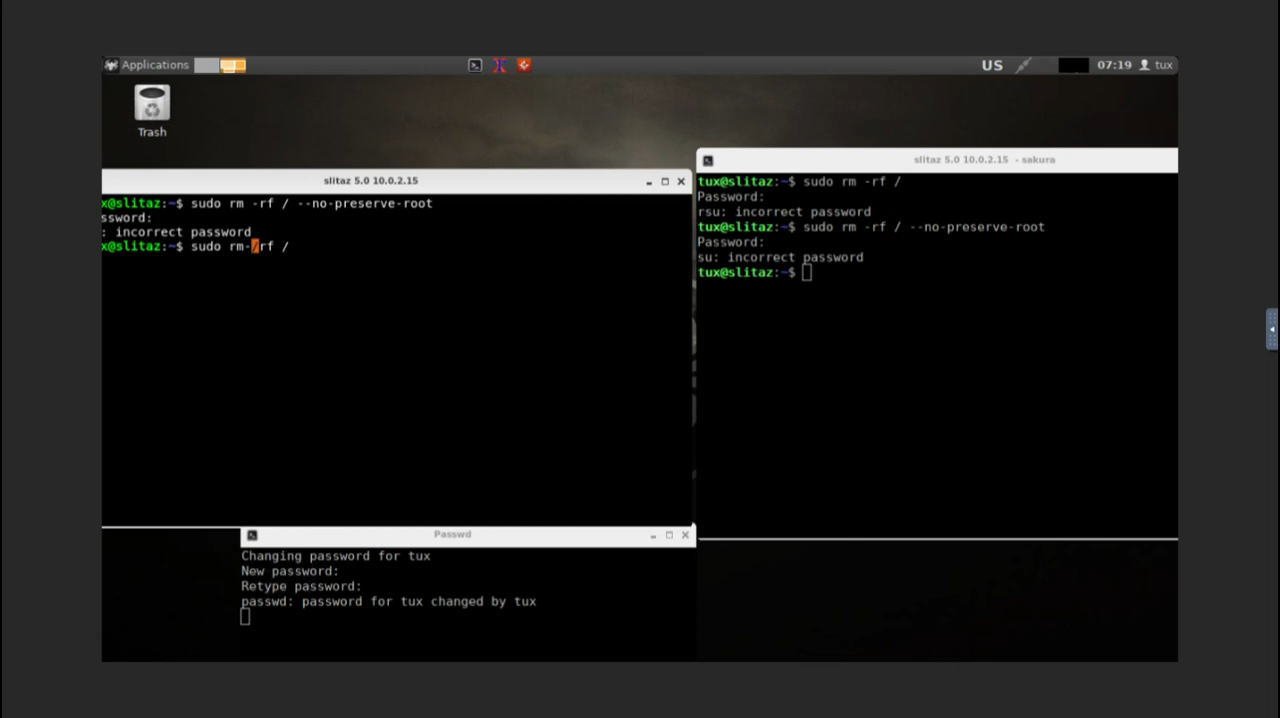 Applications
US
07:19
tux
Trash
slitaz 5.0 10.0.2.15
x@slitaz:~$ sudo rm -rf / --no-preserve-root
ssword:
: incorrect password
x@slitaz:~$ sudo rm-/rf /
slitaz 5.0 10.0.2.15 - sakura
tux@slitaz:~$ sudo rm -rf /
Password:
rsu: incorrect password
tux@slitaz:~$ sudo rm -rf / --no-preserve-root
Password:
su: incorrect password
tux@slitaz:~$
Passwd
Changing password for tux
New password:
Retype password:
passwd: password for tux changed by tux